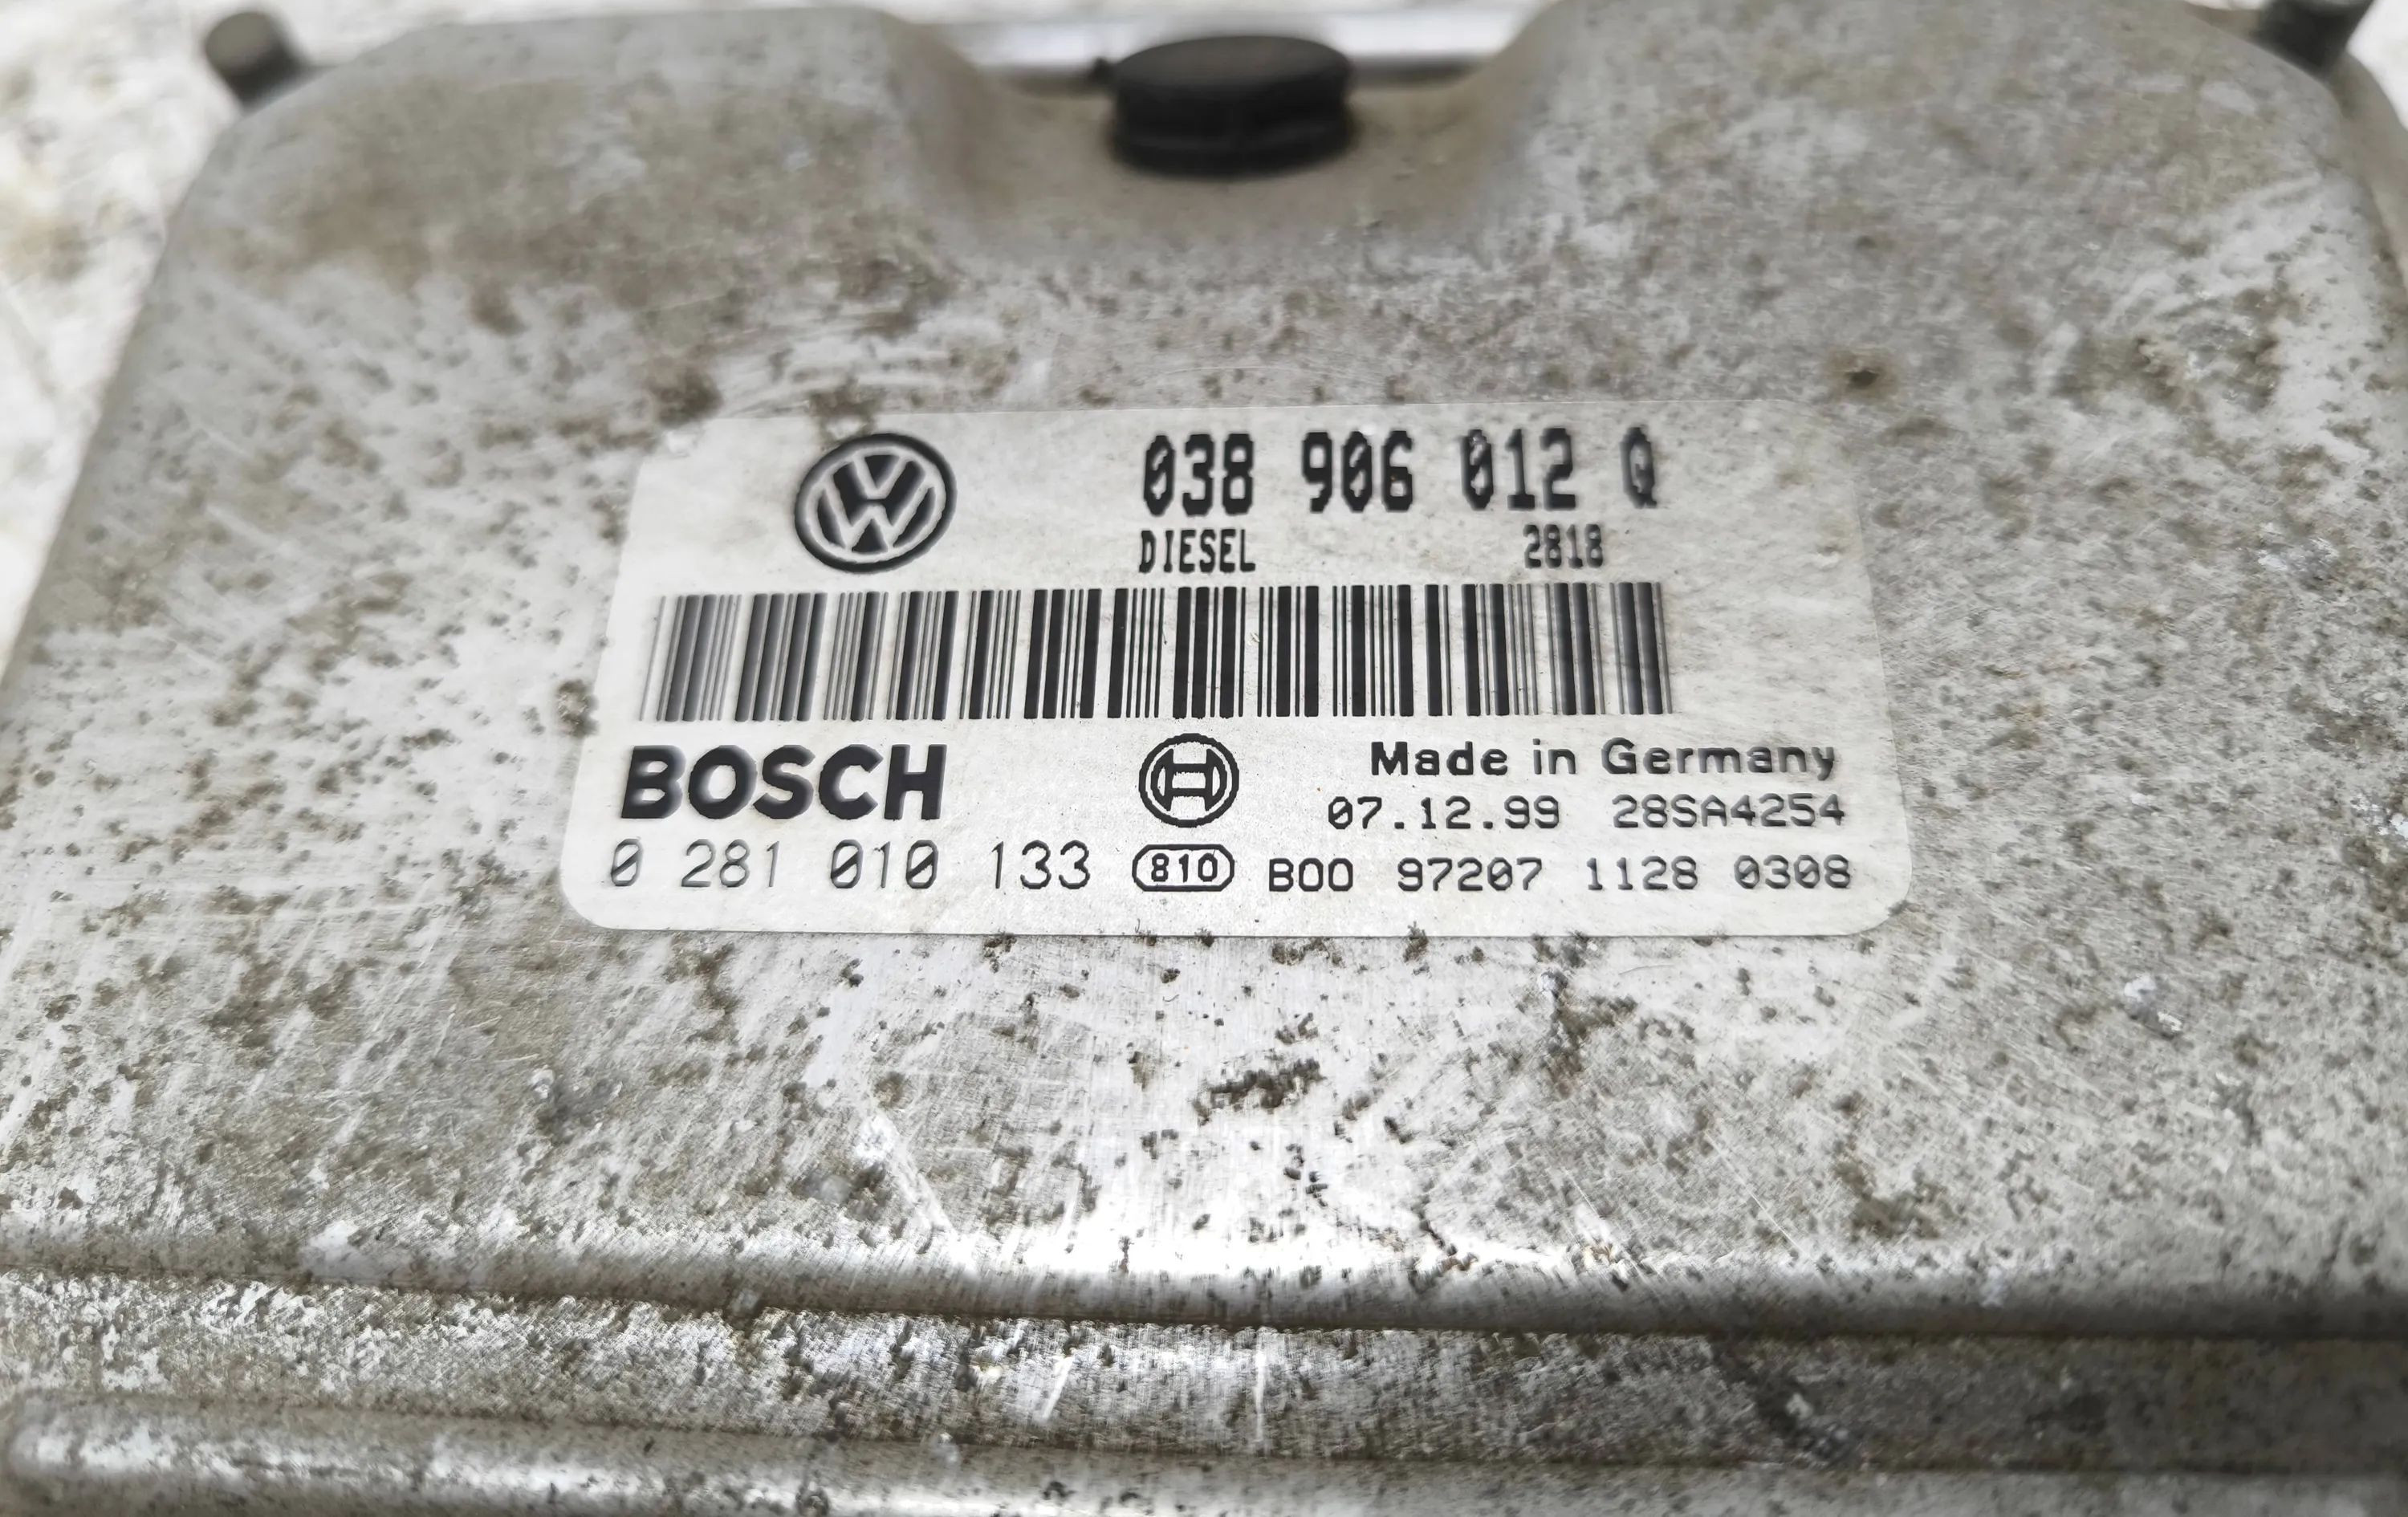 038 906 012 Q
DIESEL 2818
BOSCH Made in Germany
07.12.99 28SA4254
0 281 010 133 810 B00 97207 1128 0308